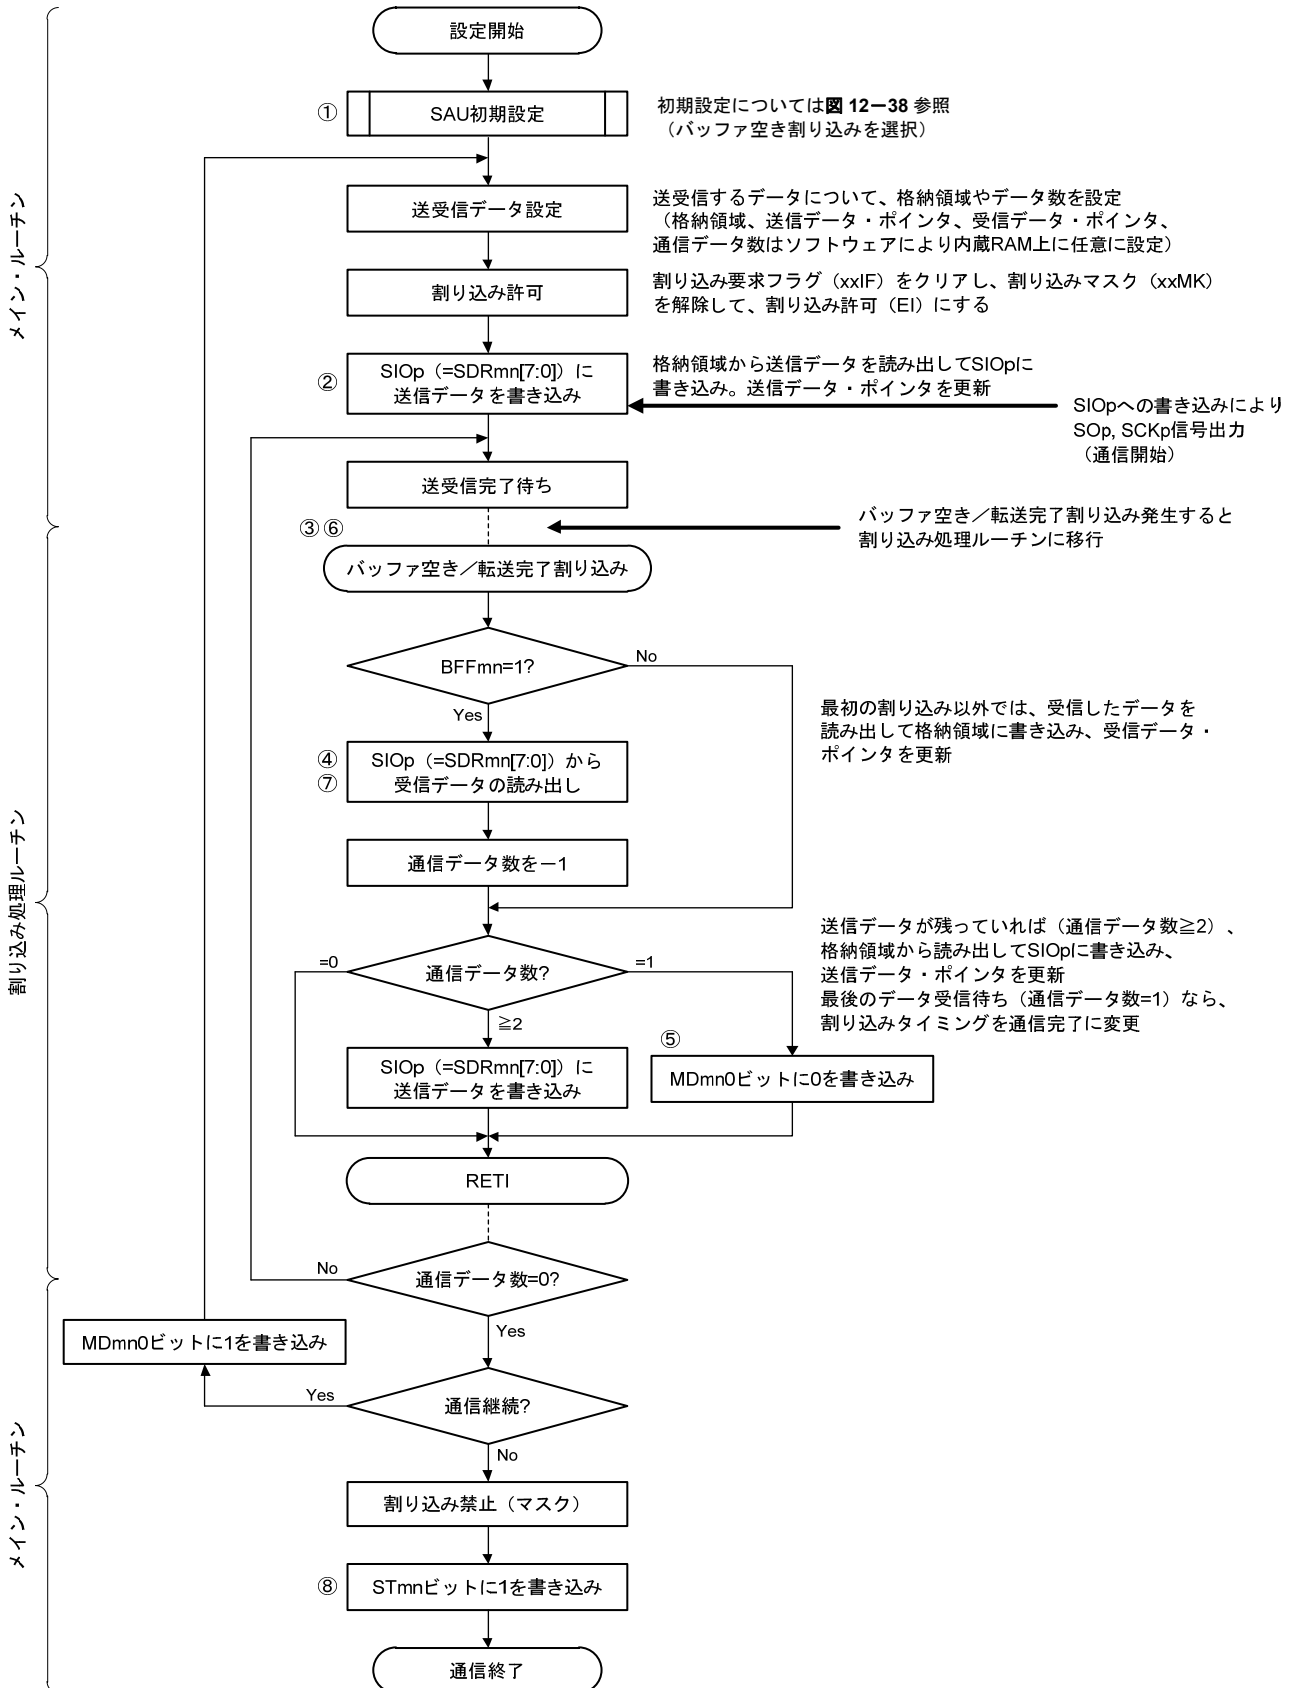 設定開始
①
SAU初期設定
初期設定については図 12-38 参照
（バッファ空き割り込みを選択）
メイン・ルーチン
送受信データ設定
送受信するデータについて、格納領域やデータ数を設定
（格納領域、送信データ・ポインタ、受信データ・ポインタ、
通信データ数はソフトウェアにより内蔵RAM上に任意に設定）
割り込み許可
割り込み要求フラグ（xxIF）をクリアし、割り込みマスク（xxMK）
を解除して、割り込み許可（EI）にする
②
SIOp（=SDRmn[7:0]）に
送信データを書き込み
格納領域から送信データを読み出してSIOpに
書き込み。送信データ・ポインタを更新
SIOpへの書き込みにより
SOp, SCKp信号出力
（通信開始）
送受信完了待ち
③⑥
バッファ空き／転送完了割り込み発生すると
割り込み処理ルーチンに移行
バッファ空き／転送完了割り込み
BFFmn=1?
No
Yes
最初の割り込み以外では、受信したデータを
読み出して格納領域に書き込み、受信データ・
ポインタを更新
④
⑦
SIOp（=SDRmn[7:0]）から
受信データの読み出し
割り込み処理ルーチン
通信データ数を－1
送信データが残っていれば（通信データ数≧2）、
格納領域から読み出してSIOpに書き込み、
送信データ・ポインタを更新
最後のデータ受信待ち（通信データ数=1）なら、
割り込みタイミングを通信完了に変更
=0
通信データ数?
=1
≧2
⑤
SIOp（=SDRmn[7:0]）に
送信データを書き込み
MDmn0ビットに0を書き込み
RETI
No
通信データ数=0?
Yes
MDmn0ビットに1を書き込み
Yes
通信継続?
No
メイン・ルーチン
割り込み禁止（マスク）
⑧
STmnビットに1を書き込み
通信終了